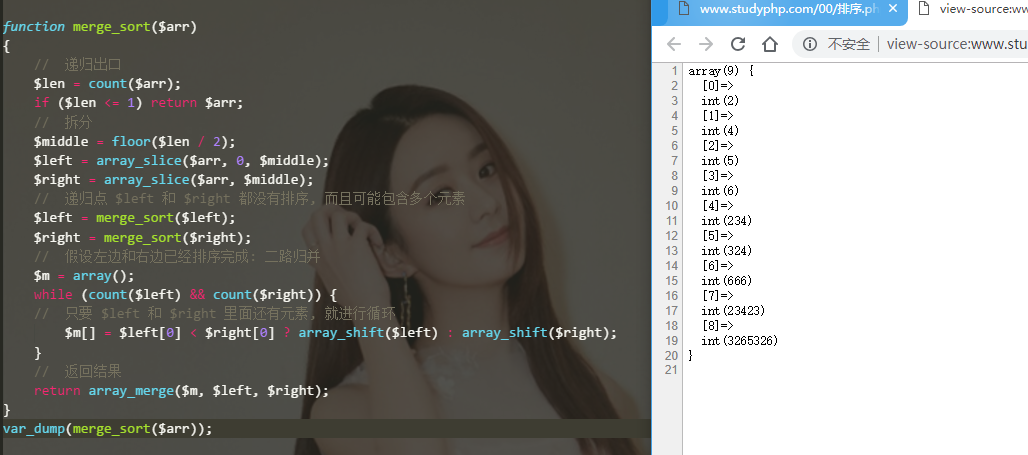 function merge_sort($arr)
{
// 递归出口
$len = count($arr);
if ($len <= 1) return $arr;
// 拆分
$middle = floor($len / 2);
$left = array_slice($arr, 0, $middle);
$right = array_slice($arr, $middle);
// 递归点 $left 和 $right 都没有排序, 而且可能包含多个元素
$left = merge_sort($left);
$right = merge_sort($right);
// 假设左边和右边已经排序完成: 二路归并
$m = array();
while (count($left) && count($right)) {
// 只要 $left 和 $right 里面还有元素, 就进行循环
$m[] = $left[0] < $right[0] ? array_shift($left) : array_shift($right);
}
// 返回结果
return array_merge($m, $left, $right);
}
var_dump(merge_sort($arr));
www.studyphp.com/00/排序.ph ×
view-source:ww
不安全 | view-source:www.stu
1 array(9) {
2 [0]=>
3 int(2)
4 [1]=>
5 int(4)
6 [2]=>
7 int(5)
8 [3]=>
9 int(6)
10 [4]=>
11 int(234)
12 [5]=>
13 int(324)
14 [6]=>
15 int(666)
16 [7]=>
17 int(23423)
18 [8]=>
19 int(3265326)
20 }
21